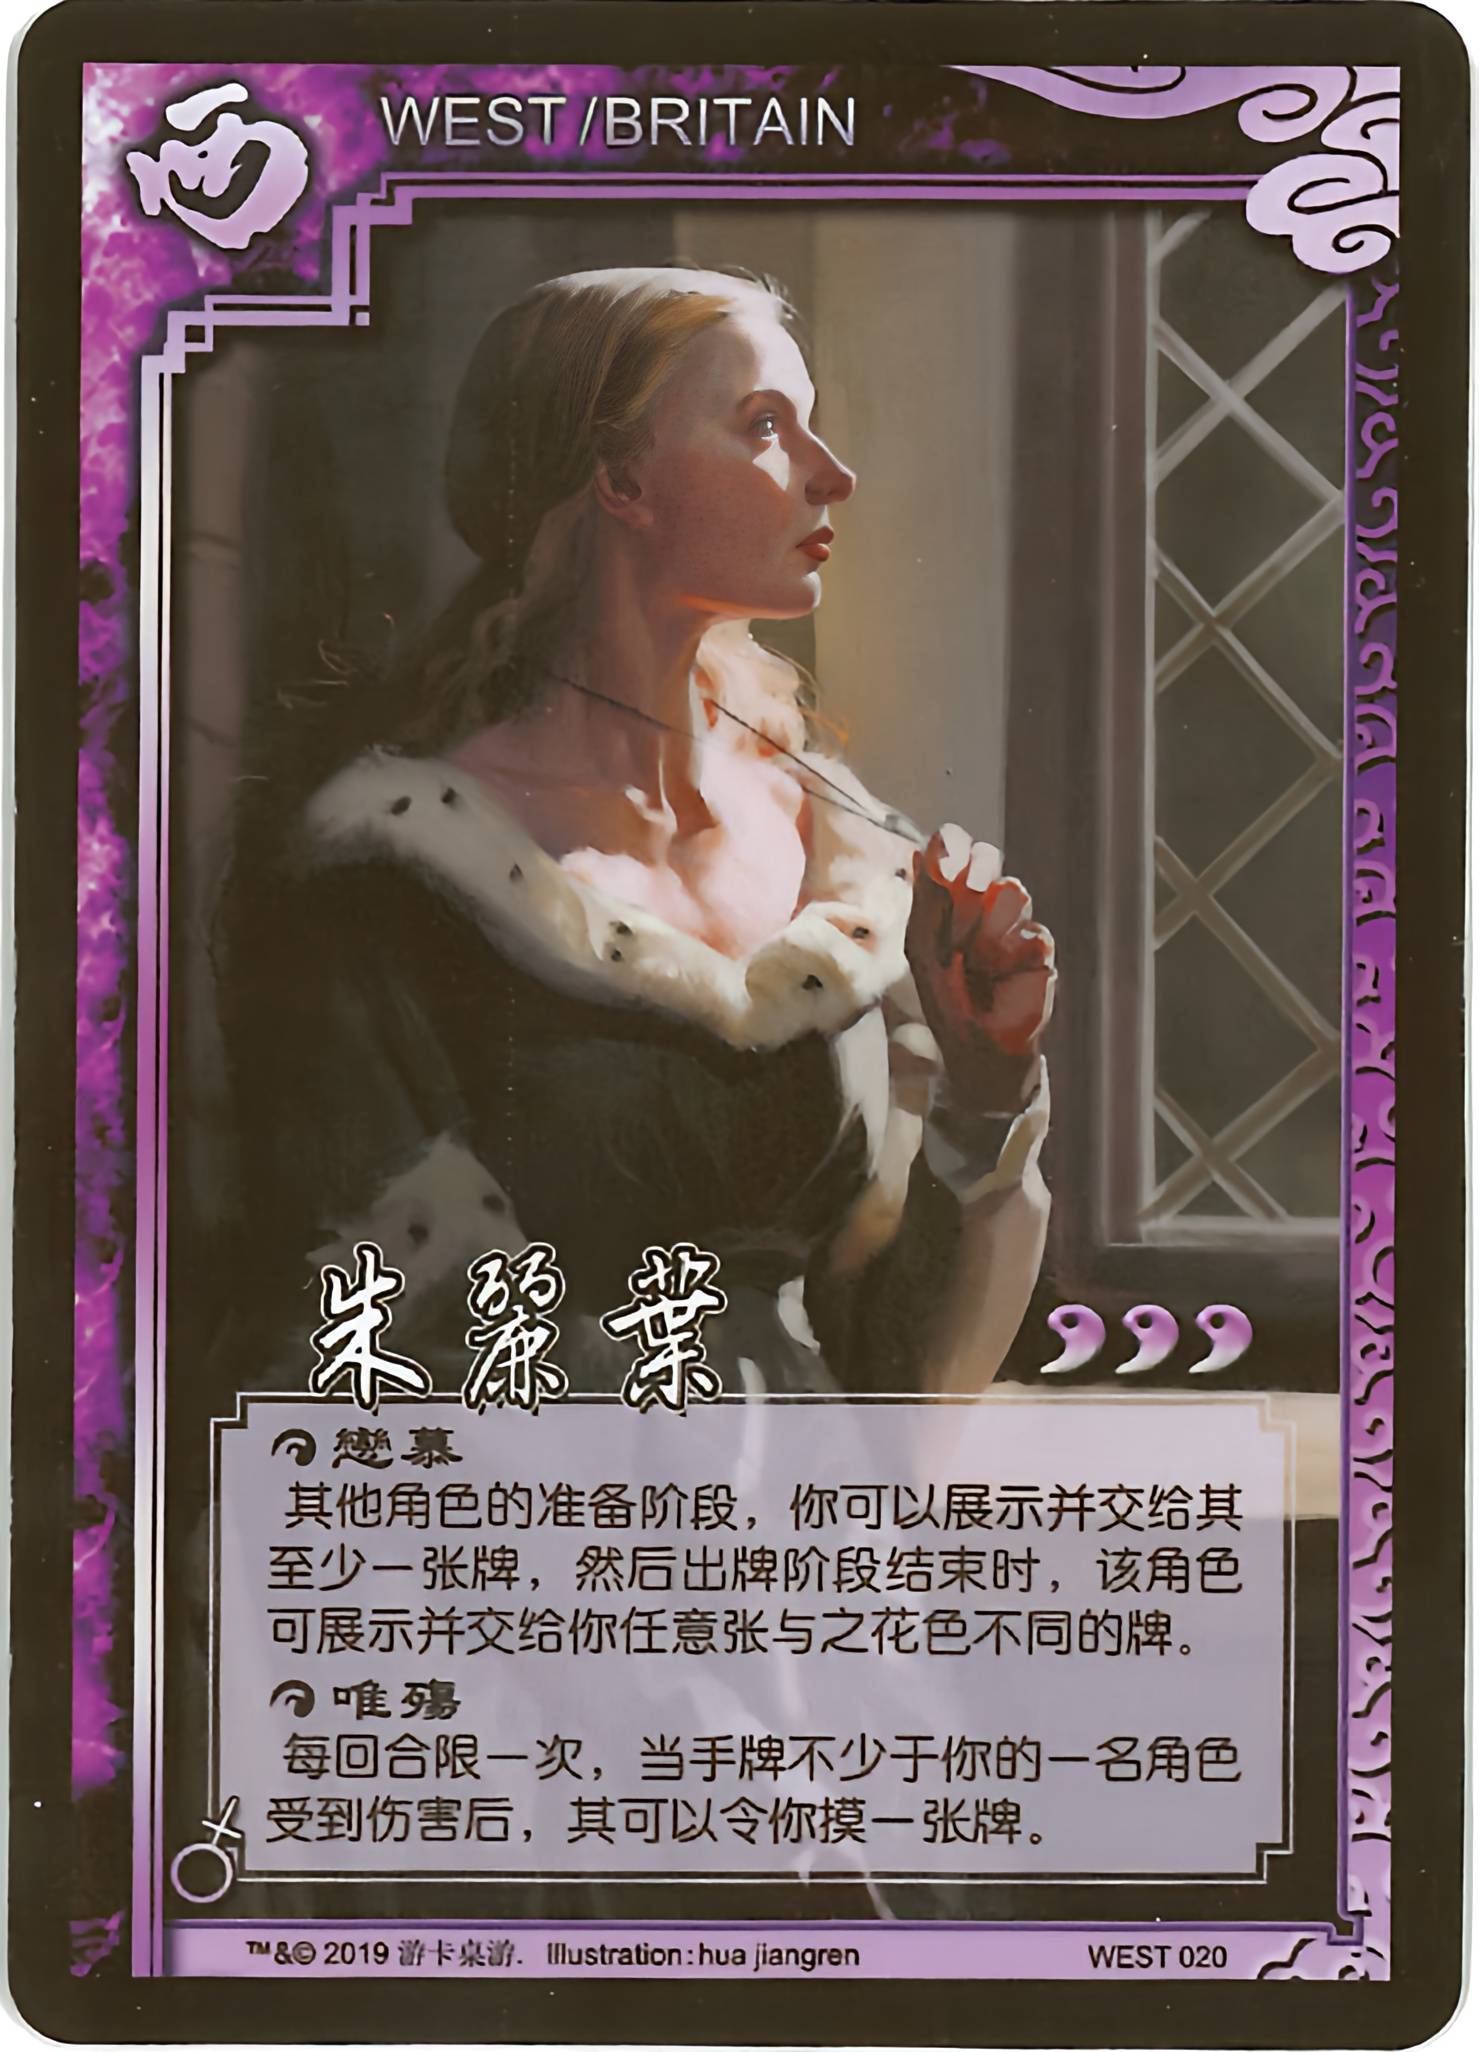 西
WEST/BRITAIN
朱麗葉
戀慕
其他角色的准备阶段，你可以展示并交给其
至少一张牌，然后出牌阶段结束时，该角色
可展示并交给你任意张与之花色不同的牌。
唯殤
每回合限一次，当手牌不少于你的一名角色
受到伤害后，其可以令你摸一张牌。
™&© 2019 游卡桌游. Illustration:hua jiangren
WEST 020